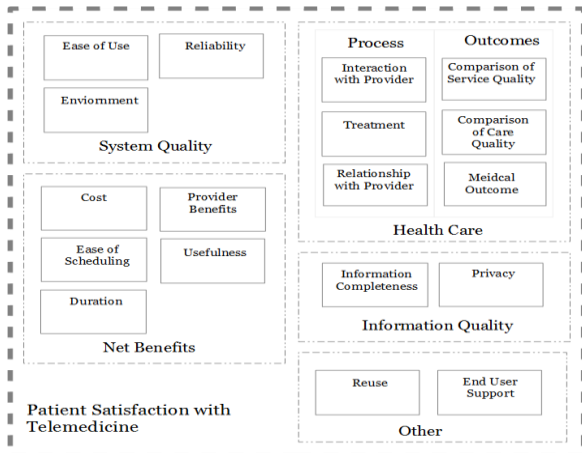 Ease of Use
Reliability
Enviornment
System Quality
Cost
Provider
Benefits
Ease of
Scheduling
Usefulness
Duration
Net Benefits
Patient Satisfaction with
Telemedicine
Process
Outcomes
Interaction
with Provider
Comparison of
Service Quality
Treatment
Comparison
of Care
Quality
Relationship
with Provider
Meidcal
Outcome
Health Care
Information
Completeness
Privacy
Information Quality
Reuse
End User
Support
Other